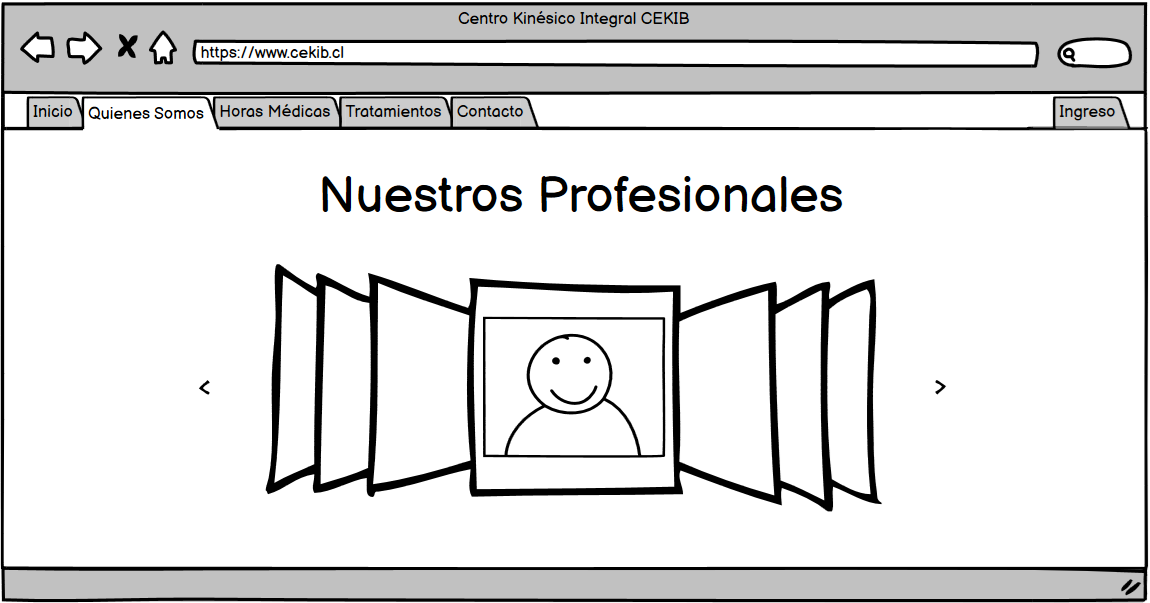 Centro Kinésico Integral CEKIB
https://www.cekib.cl
Inicio Quienes Somos Horas Médicas Tratamientos Contacto Ingreso
Nuestros Profesionales
< >